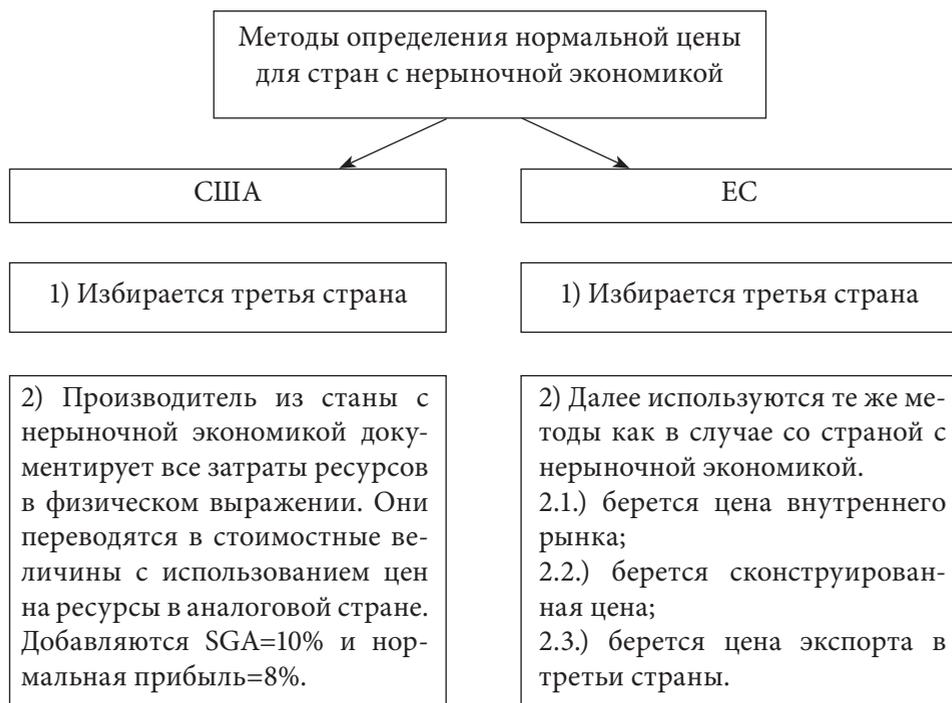 Методы определения нормальной цены
для стран с нерыночной экономикой
США
ЕС
1) Избирается третья страна
1) Избирается третья страна
2) Производитель из станы с
нерыночной экономикой доку-
ментирует все затраты ресурсов
в физическом выражении. Они
переводятся в стоимостные ве-
личины с использованием цен
на ресурсы в аналоговой стране.
Добавляются SGA=10% и нор-
мальная прибыль=8%.
2) Далее используются те же ме-
тоды как в случае со страной с
нерыночной экономикой.
2.1.) берется цена внутреннего
рынка;
2.2.) берется сконструирован-
ная цена;
2.3.) берется цена экспорта в
третьи страны.